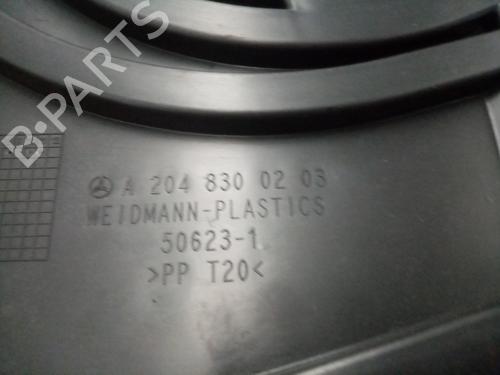 B-PARTS
A 204 830 02 03
WEIDMANN-PLASTICS
50623-1
>PP T20<